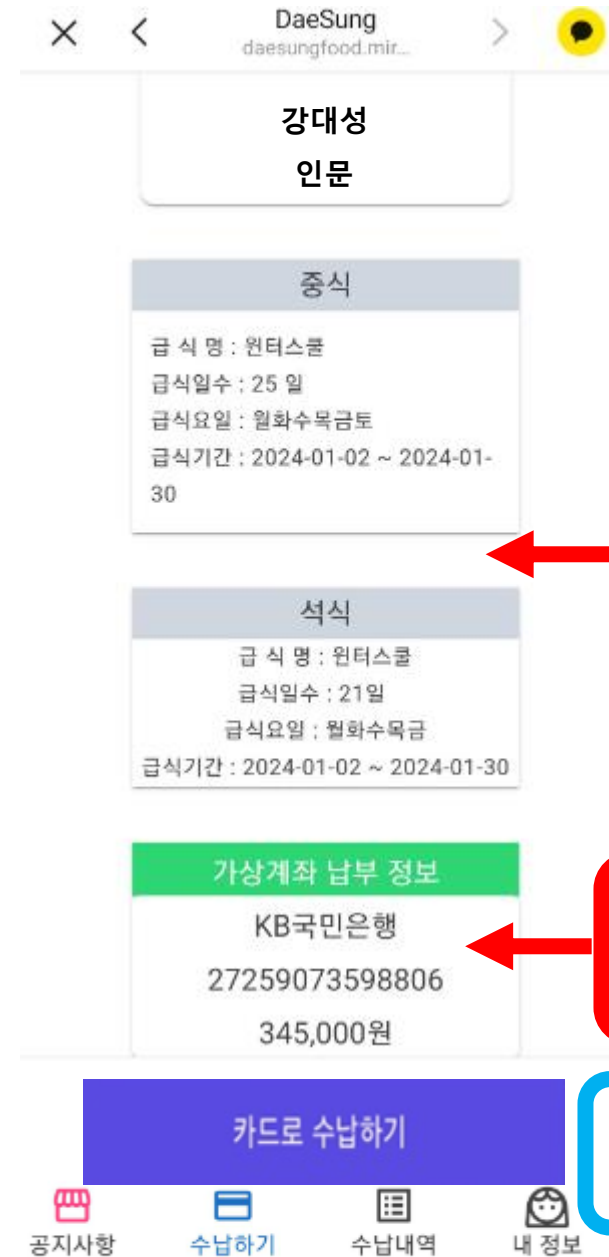 DaeSung
daesungfood.mir...
강대성
인문
중식
급 식 명 : 윈터스쿨
급식일수 : 25 일
급식요일 : 월화수목금토
급식기간 : 2024-01-02 ~ 2024-01-
30
석식
급 식 명 : 윈터스쿨
급식일수 : 21일
급식요일 : 월화수목금
급식기간 : 2024-01-02 ~ 2024-01-30
가상계좌 납부 정보
KB국민은행
27259073598806
345,000원
카드로 수납하기
공지사항 수납하기 수납내역 내 정보